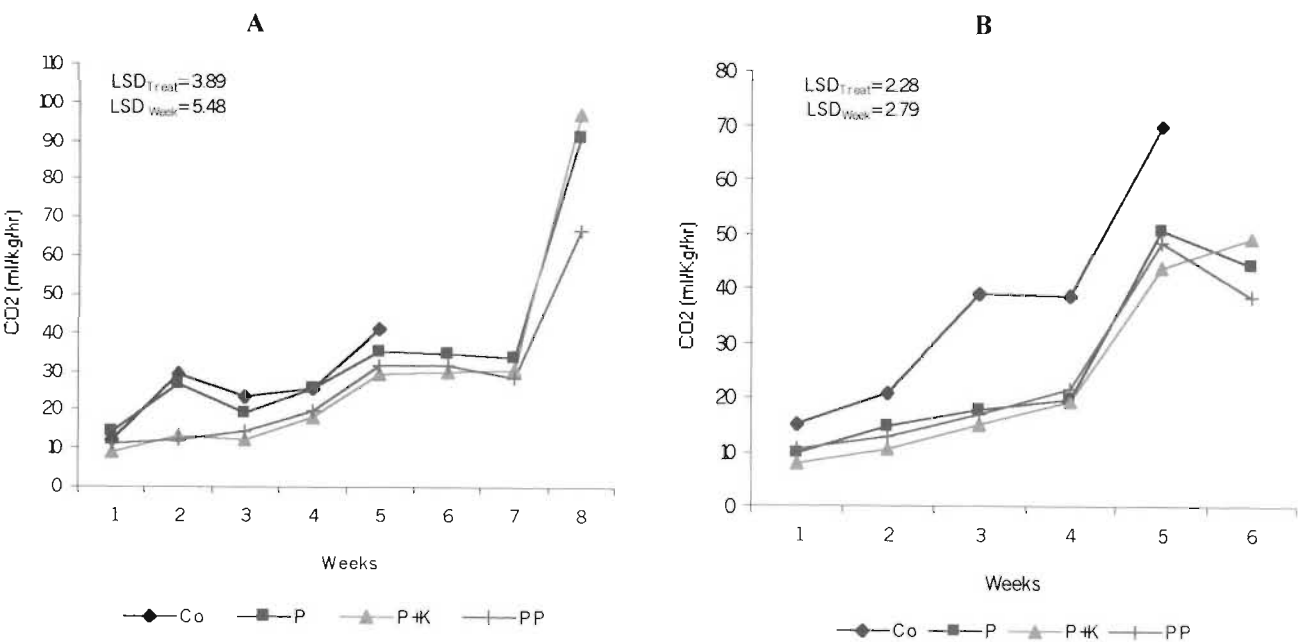 A
LSDTreat=3.89
LSD Week=5.48
CO2 (ml/kg/hr)
110
100
90
80
70
60
50
40
30
20
10
0
1 2 3 4 5 6 7 8
Weeks
Co P P+K PP
B
LSDTreat=2.28
LSDWeek=2.79
CO2 (ml/Kg/hr)
80
70
60
50
40
30
20
10
0
1 2 3 4 5 6
Weeks
Co P P+K PP